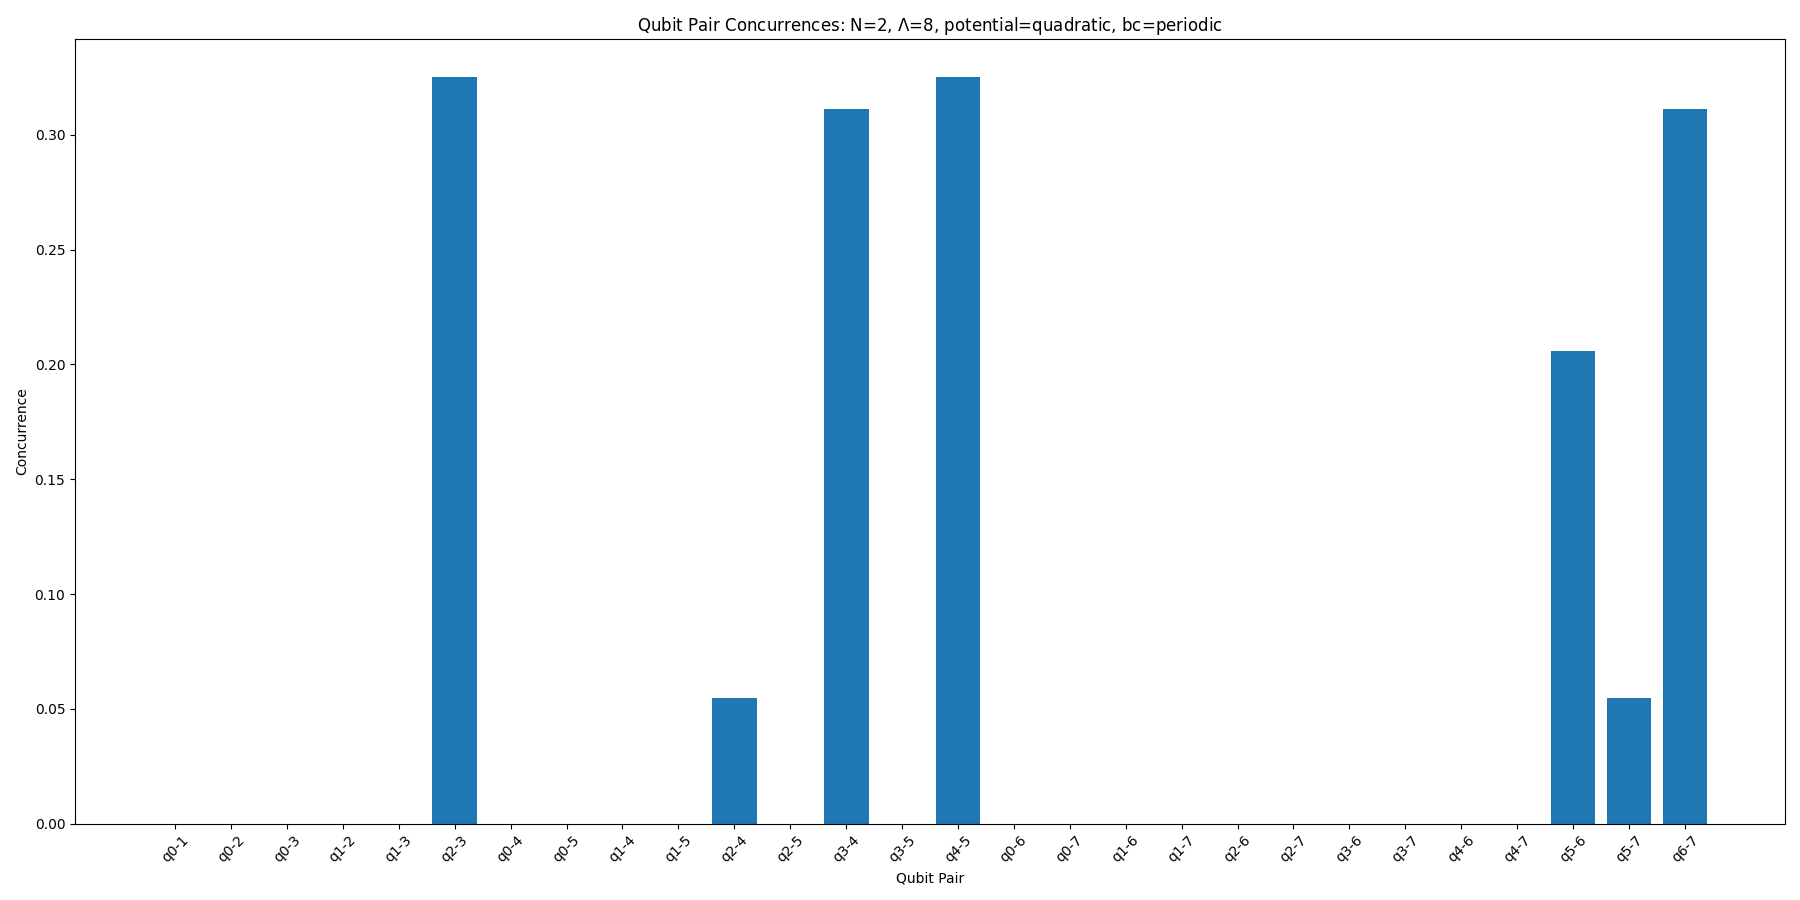 Qubit Pair Concurrences: N=2, Λ=8, potential=quadratic, bc=periodic
Concurrence
0.30
0.25
0.20
0.15
0.10
0.05
0.00
q0-1
q0-2
q0-3
q1-2
q1-3
q2-3
q0-4
q0-5
q1-4
q1-5
q2-4
q2-5
q3-4
q3-5
q4-5
q0-6
q0-7
q1-6
q1-7
q2-6
q2-7
q3-6
q3-7
q4-6
q4-7
q5-6
q5-7
q6-7
Qubit Pair